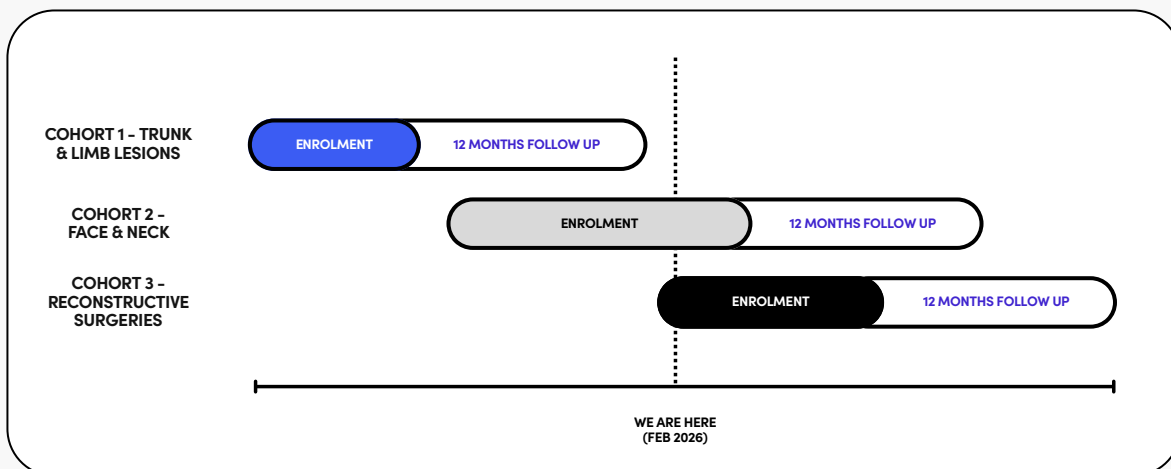 COHORT 1 - TRUNK
& LIMB LESIONS
ENROLMENT
12 MONTHS FOLLOW UP
COHORT 2 -
FACE & NECK
ENROLMENT
12 MONTHS FOLLOW UP
COHORT 3 -
RECONSTRUCTIVE
SURGERIES
ENROLMENT
12 MONTHS FOLLOW UP
WE ARE HERE
(FEB 2026)